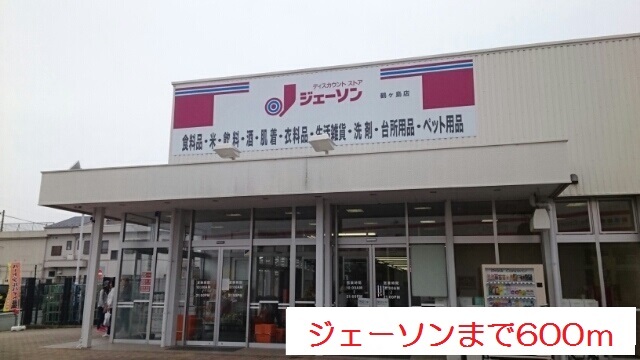 ディスカウント ストア
ジェーソン 鶴ヶ島店
食料品・米・飲料・酒・肌着・衣料品・生活雑貨・洗剤・台所用品・ペット用品
ジェーソンまで600m